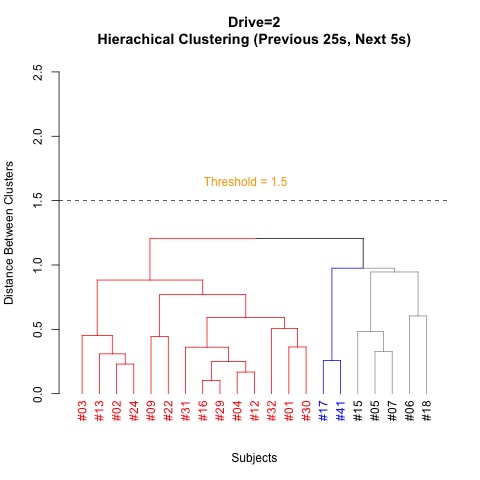 Drive=2
Hierachical Clustering (Previous 25s, Next 5s)
2.5
2.0
1.5
1.0
0.5
0.0
Distance Between Clusters
Threshold = 1.5
#03 #13 #02 #24 #09 #22 #31 #16 #29 #04 #12 #32 #01 #30 #17 #41 #15 #05 #07 #06 #18
Subjects